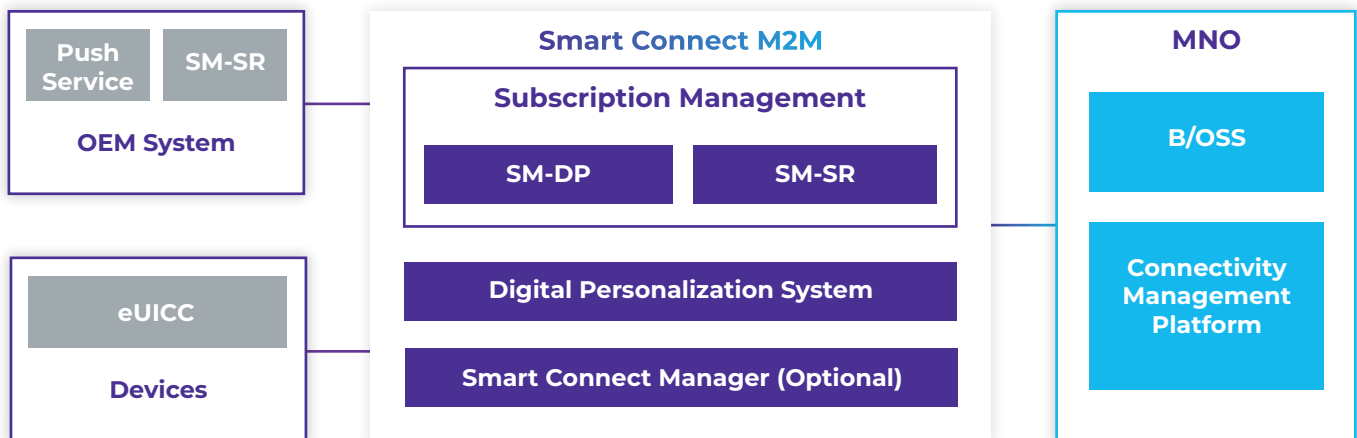 Push
Service
SM-SR
OEM System
eUICC
Devices
Smart Connect M2M
Subscription Management
SM-DP
SM-SR
Digital Personalization System
Smart Connect Manager (Optional)
MNO
B/OSS
Connectivity
Management
Platform